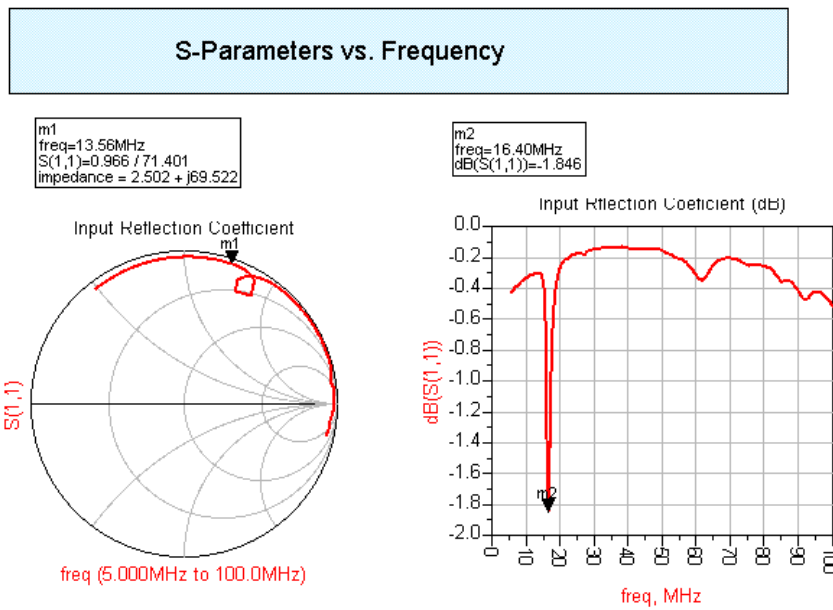 S-Parameters vs. Frequency
m1
freq=13.56MHz
S(1,1)=0.966 / 71.401
impedance = 2.502 + j69.522
m2
freq=16.40MHz
dB(S(1,1))=-1.846
Input Reflection Coefficient
m1
S(1,1)
freq (5.000MHz to 100.0MHz)
Input Rflection Coeficient (dB)
0.0
-0.2
-0.4
-0.6
-0.8
-1.0
-1.2
-1.4
-1.6
-1.8
-2.0
dB(S(1,1))
m2
0
10
20
30
40
50
60
70
80
90
100
freq, MHz